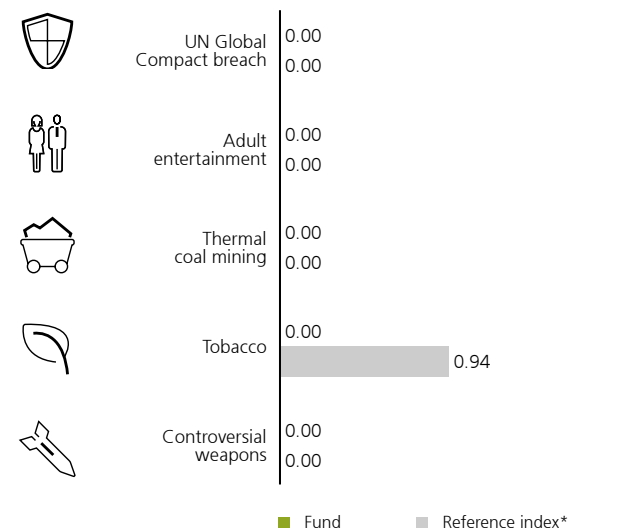 UN Global
Compact breach
0.00
0.00
Adult
entertainment
0.00
0.00
Thermal
coal mining
0.00
0.00
Tobacco
0.00
0.94
Controversial
weapons
0.00
0.00
Fund Reference index*